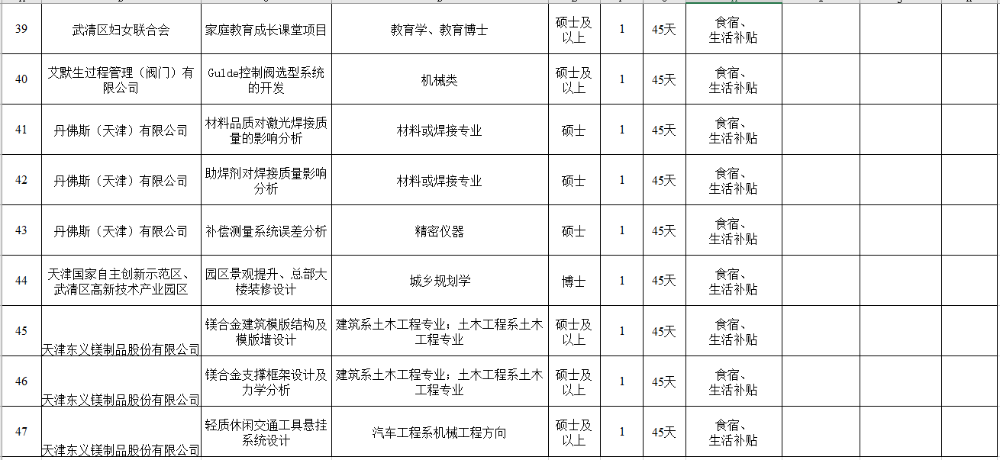 39 武清区妇女联合会 家庭教育成长课堂项目 教育学、教育博士 硕士及以上 1 45天 食宿、生活补贴
40 艾默生过程管理（阀门）有限公司 Gulde控制阀选型系统的开发 机械类 硕士及以上 1 45天 食宿、生活补贴
41 丹佛斯（天津）有限公司 材料品质对激光焊接质量的影响分析 材料或焊接专业 硕士 1 45天 食宿、生活补贴
42 丹佛斯（天津）有限公司 助焊剂对焊接质量影响分析 材料或焊接专业 硕士 1 45天 食宿、生活补贴
43 丹佛斯（天津）有限公司 补偿测量系统误差分析 精密仪器 硕士 1 45天 食宿、生活补贴
44 天津国家自主创新示范区、武清区高新技术产业园区 园区景观提升、总部大楼装修设计 城乡规划学 博士 1 45天 食宿、生活补贴
45 天津东义镁制品股份有限公司 镁合金建筑模版结构及模版墙设计 建筑系土木工程专业；土木工程系土木工程专业 硕士及以上 1 45天 食宿、生活补贴
46 天津东义镁制品股份有限公司 镁合金支撑框架设计及力学分析 建筑系土木工程专业；土木工程系土木工程专业 硕士及以上 1 45天 食宿、生活补贴
47 天津东义镁制品股份有限公司 轻质休闲交通工具悬挂系统设计 汽车工程系机械工程方向 硕士及以上 1 45天 食宿、生活补贴